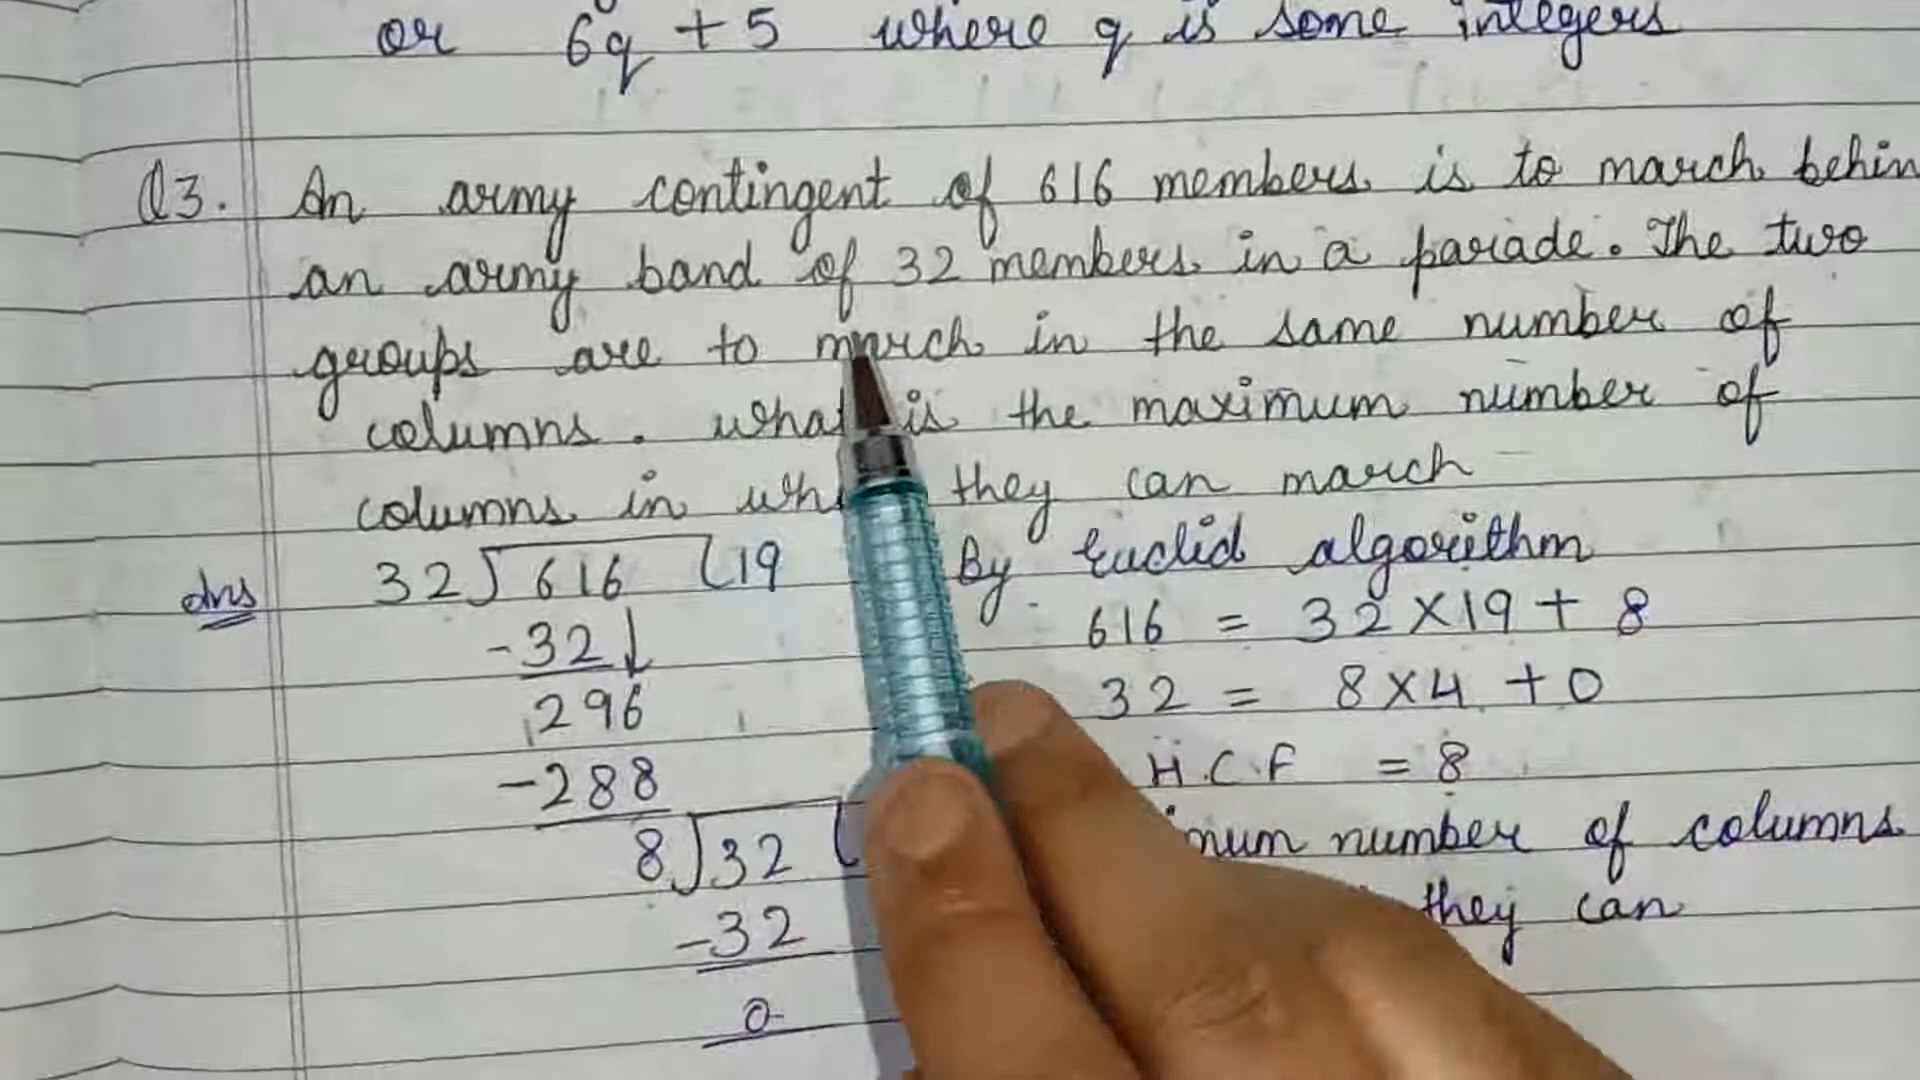 or 6q + 5 where q is some integers
Q3. An army contingent of 616 members is to march behin
an army band of 32 members in a parade. The two
groups are to march in the same number of
columns. what is the maximum number of
columns in they can march
Ans 32)616(19
-32↓
296
-288
8)32(
-32
0
By Euclid algorithm
616 = 32×19+ 8
32 = 8×4 +0
H.C.F = 8
number of columns
they can